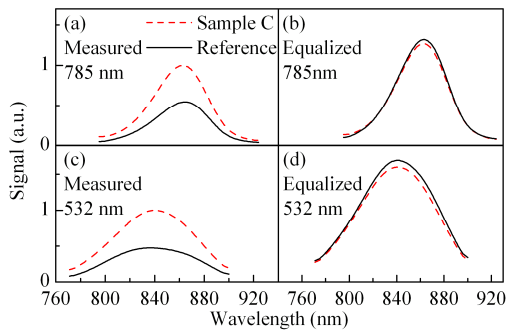 (a) Sample C (b)
Measured Reference Equalized
785 nm 785nm
1
0
(c) (d)
Measured Equalized
532 nm 532 nm
1
0
Signal (a.u.)
760 800 840 880 920 760 800 840 880 920
Wavelength (nm)